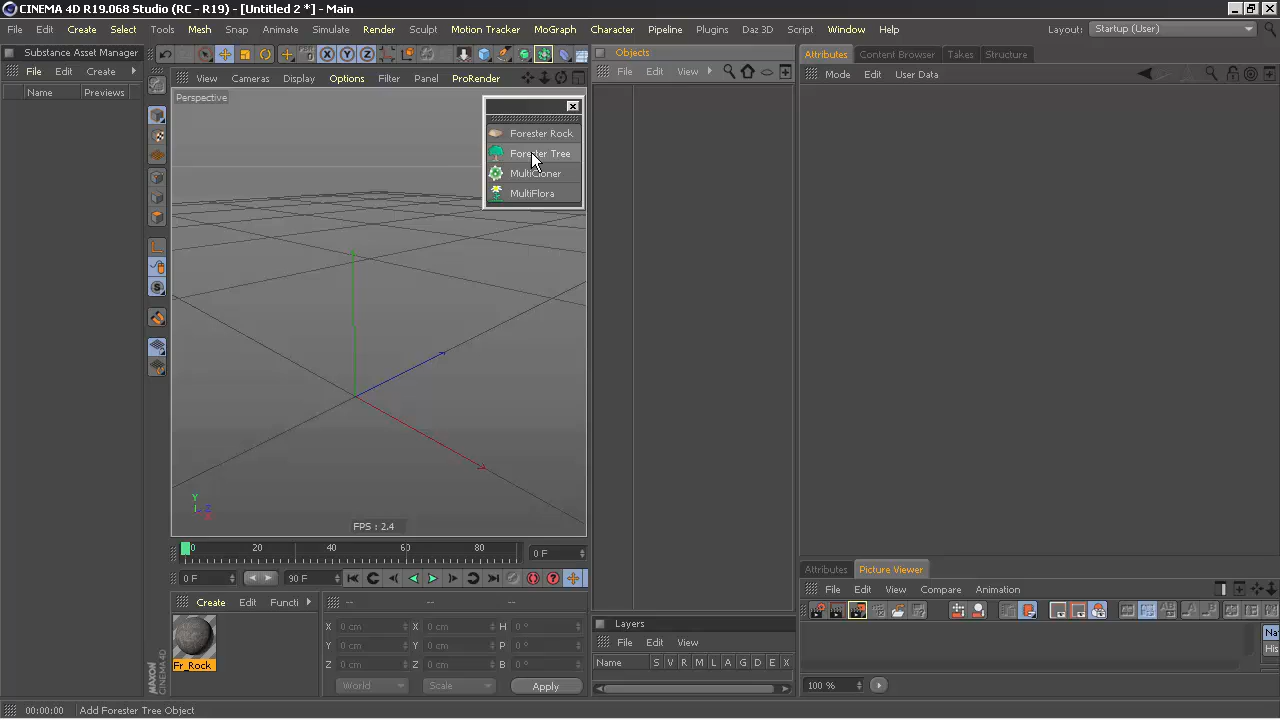 CINEMA 4D R19.068 Studio (RC - R19) - [Untitled 2 *] - Main
File Edit Create Select Tools Mesh Snap Animate Simulate Render Sculpt Motion Tracker MoGraph Character Pipeline Plugins Daz 3D Script Window Help Layout: Startup (User)
Substance Asset Manager
File Edit Create
Name Previews
X Y Z
View Cameras Display Options Filter Panel ProRender
Perspective
Forester Rock
Forester Tree
MultiCloner
MultiFlora
Y
Z
X
FPS : 2.4
Objects
File Edit View
Attributes Content Browser Takes Structure
Mode Edit User Data
0 20 40 60 80 0 F
0 F 90 F
Create Edit Functi
Fr_Rock
MAXON
CINEMA 4D
-- -- --
X 0 cm X 0 cm H 0 °
Y 0 cm Y 0 cm P 0 °
Z 0 cm Z 0 cm B 0 °
World Scale Apply
Layers
File Edit View
Name S V R M L A G D E X
Attributes Picture Viewer
File Edit View Compare Animation
Na
His
100 %
00:00:00 Add Forester Tree Object